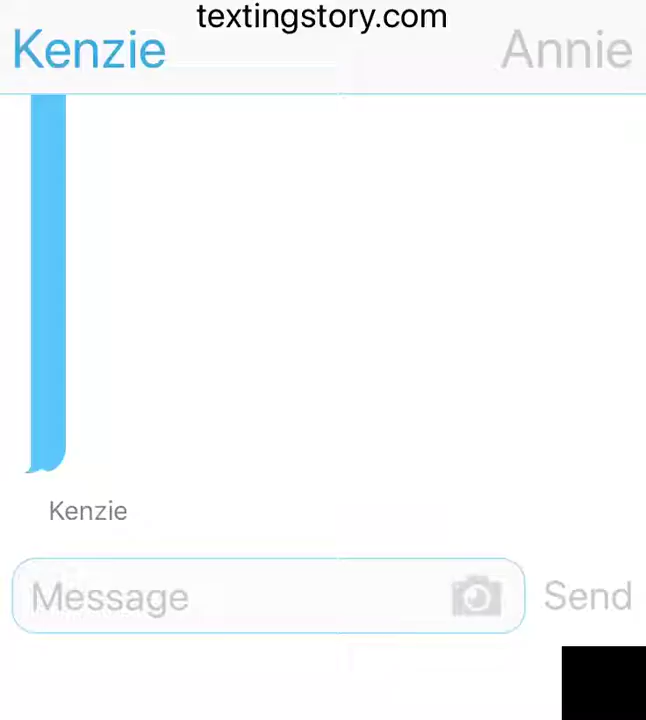 textingstory.com
Kenzie
Annie
Kenzie
Message
Send